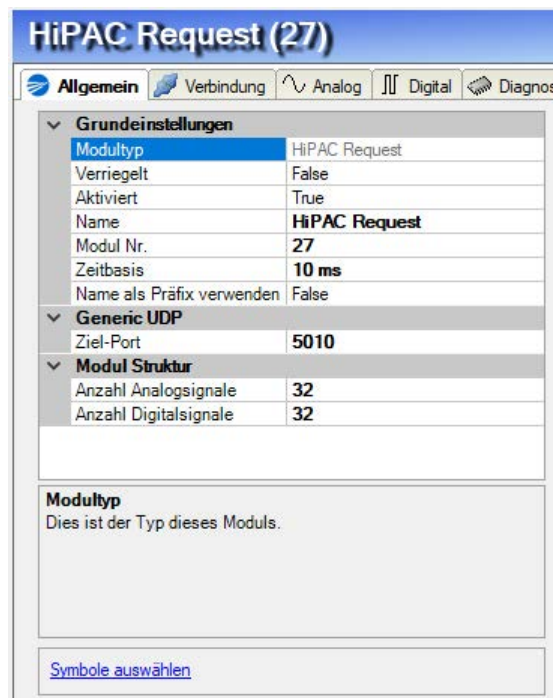 HiPAC Request (27)
Allgemein Verbindung Analog Digital Diagnos
Grundeinstellungen
Modultyp HiPAC Request
Verriegelt False
Aktiviert True
Name HiPAC Request
Modul Nr. 27
Zeitbasis 10 ms
Name als Präfix verwenden False
Generic UDP
Ziel-Port 5010
Modul Struktur
Anzahl Analogsignale 32
Anzahl Digitalsignale 32
Modultyp
Dies ist der Typ dieses Moduls.
Symbole auswählen